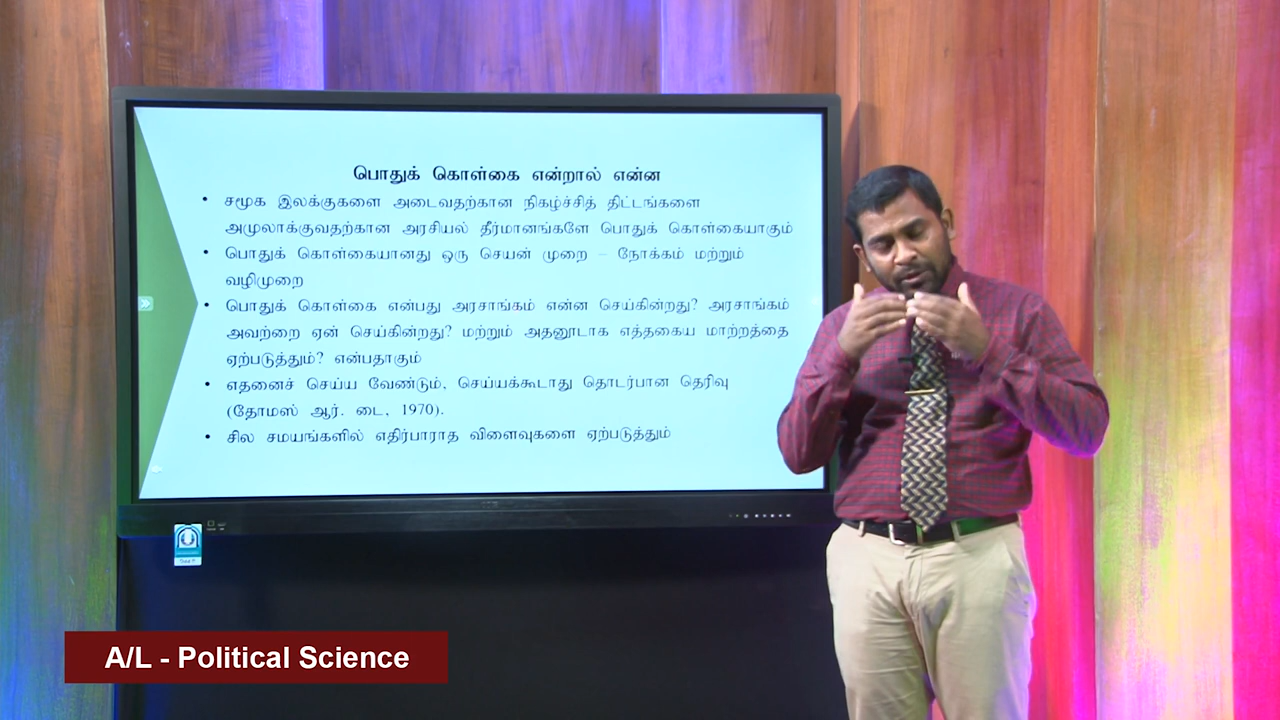 பொதுக் கொள்கை என்றால் என்ன
• சமூக இலக்குகளை அடைவதற்கான நிகழ்ச்சித் திட்டங்களை
அமுலாக்குவதற்கான அரசியல் தீர்மானங்களே பொதுக் கொள்கையாகும்
• பொதுக் கொள்கையானது ஒரு செயன் முறை – நோக்கம் மற்றும்
வழிமுறை
• பொதுக் கொள்கை என்பது அரசாங்கம் என்ன செய்கின்றது? அரசாங்கம்
அவற்றை ஏன் செய்கின்றது? மற்றும் அதனூடாக எத்தகைய மாற்றத்தை
ஏற்படுத்தும்? என்பதாகும்
• எதனைச் செய்ய வேண்டும், செய்யக்கூடாது தொடர்பான தெரிவு
(தோமஸ் ஆர். டை, 1970).
• சில சமயங்களில் எதிர்பாராத விளைவுகளை ஏற்படுத்தும்
A/L - Political Science